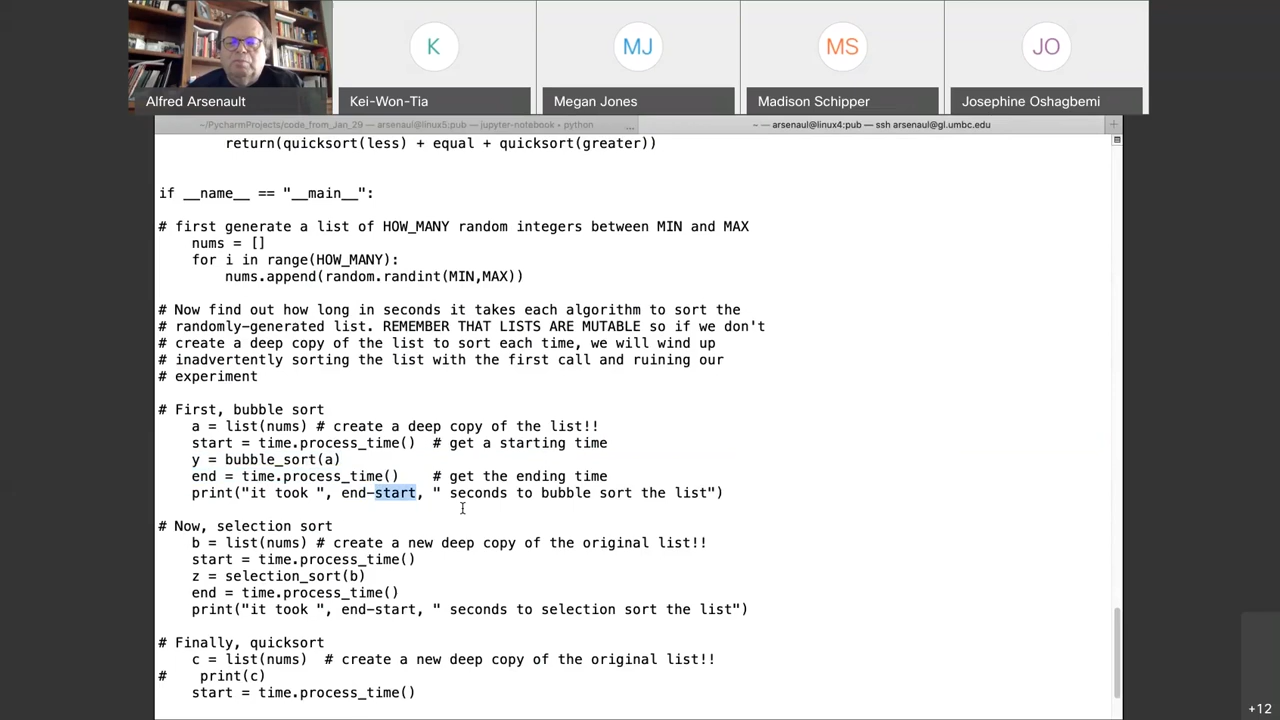 K
MJ
MS
JO
Alfred Arsenault
Kei-Won-Tia
Megan Jones
Madison Schipper
Josephine Oshagbemi
~/PycharmProjects/code_from_Jan_29 — arsenaul@linux5:pub — jupyter-notebook • python
...
~ — arsenaul@linux4:pub — ssh arsenaul@gl.umbc.edu
+
return(quicksort(less) + equal + quicksort(greater))
if __name__ == "__main__":
# first generate a list of HOW_MANY random integers between MIN and MAX
nums = []
for i in range(HOW_MANY):
nums.append(random.randint(MIN,MAX))
# Now find out how long in seconds it takes each algorithm to sort the
# randomly-generated list. REMEMBER THAT LISTS ARE MUTABLE so if we don't
# create a deep copy of the list to sort each time, we will wind up
# inadvertently sorting the list with the first call and ruining our
# experiment
# First, bubble sort
a = list(nums) # create a deep copy of the list!!
start = time.process_time()  # get a starting time
y = bubble_sort(a)
end = time.process_time()    # get the ending time
print("it took ", end-start, " seconds to bubble sort the list")
# Now, selection sort
b = list(nums) # create a new deep copy of the original list!!
start = time.process_time()
z = selection_sort(b)
end = time.process_time()
print("it took ", end-start, " seconds to selection sort the list")
# Finally, quicksort
c = list(nums)  # create a new deep copy of the original list!!
#    print(c)
start = time.process_time()
+12